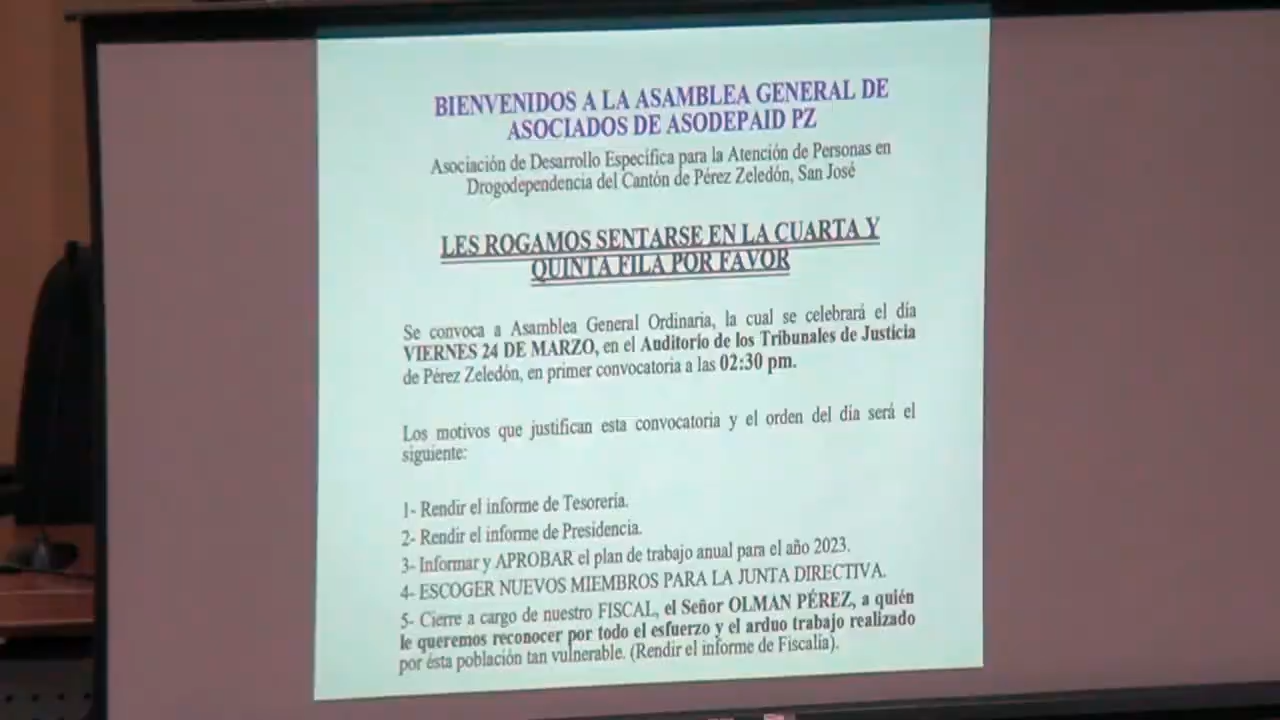 BIENVENIDOS A LA ASAMBLEA GENERAL DE
ASOCIADOS DE ASODEPAID PZ
Asociación de Desarrollo Específica para la Atención de Personas en
Drogodependencia del Cantón de Pérez Zeledón, San José
LES ROGAMOS SENTARSE EN LA CUARTA Y
QUINTA FILA POR FAVOR
Se convoca a Asamblea General Ordinaria, la cual se celebrará el día
VIERNES 24 DE MARZO, en el Auditorio de los Tribunales de Justicia
de Pérez Zeledón, en primer convocatoria a las 02:30 pm.
Los motivos que justifican esta convocatoria y el orden del día será el
siguiente:
1- Rendir el informe de Tesorería.
2- Rendir el informe de Presidencia.
3- Informar y APROBAR el plan de trabajo anual para el año 2023.
4- ESCOGER NUEVOS MIEMBROS PARA LA JUNTA DIRECTIVA.
5- Cierre a cargo de nuestro FISCAL, el Señor OLMAN PÉREZ, a quién
le queremos reconocer por todo el esfuerzo y el arduo trabajo realizado
por ésta población tan vulnerable. (Rendir el informe de Fiscalía).